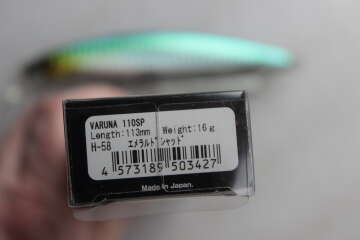 VARUNA 110SP
Length:113mm Weight:16g
H-58 エメラルドシャッド
4 573189 503427
Made in Japan.